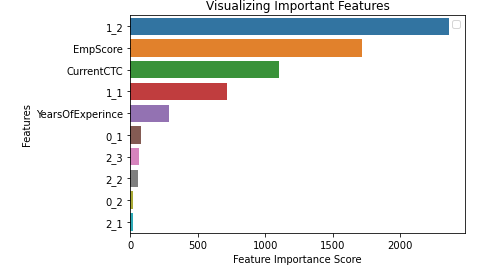 Visualizing Important Features
1_2
EmpScore
CurrentCTC
1_1
YearsOfExperince
0_1
2_3
2_2
0_2
2_1
Features
0 500 1000 1500 2000
Feature Importance Score